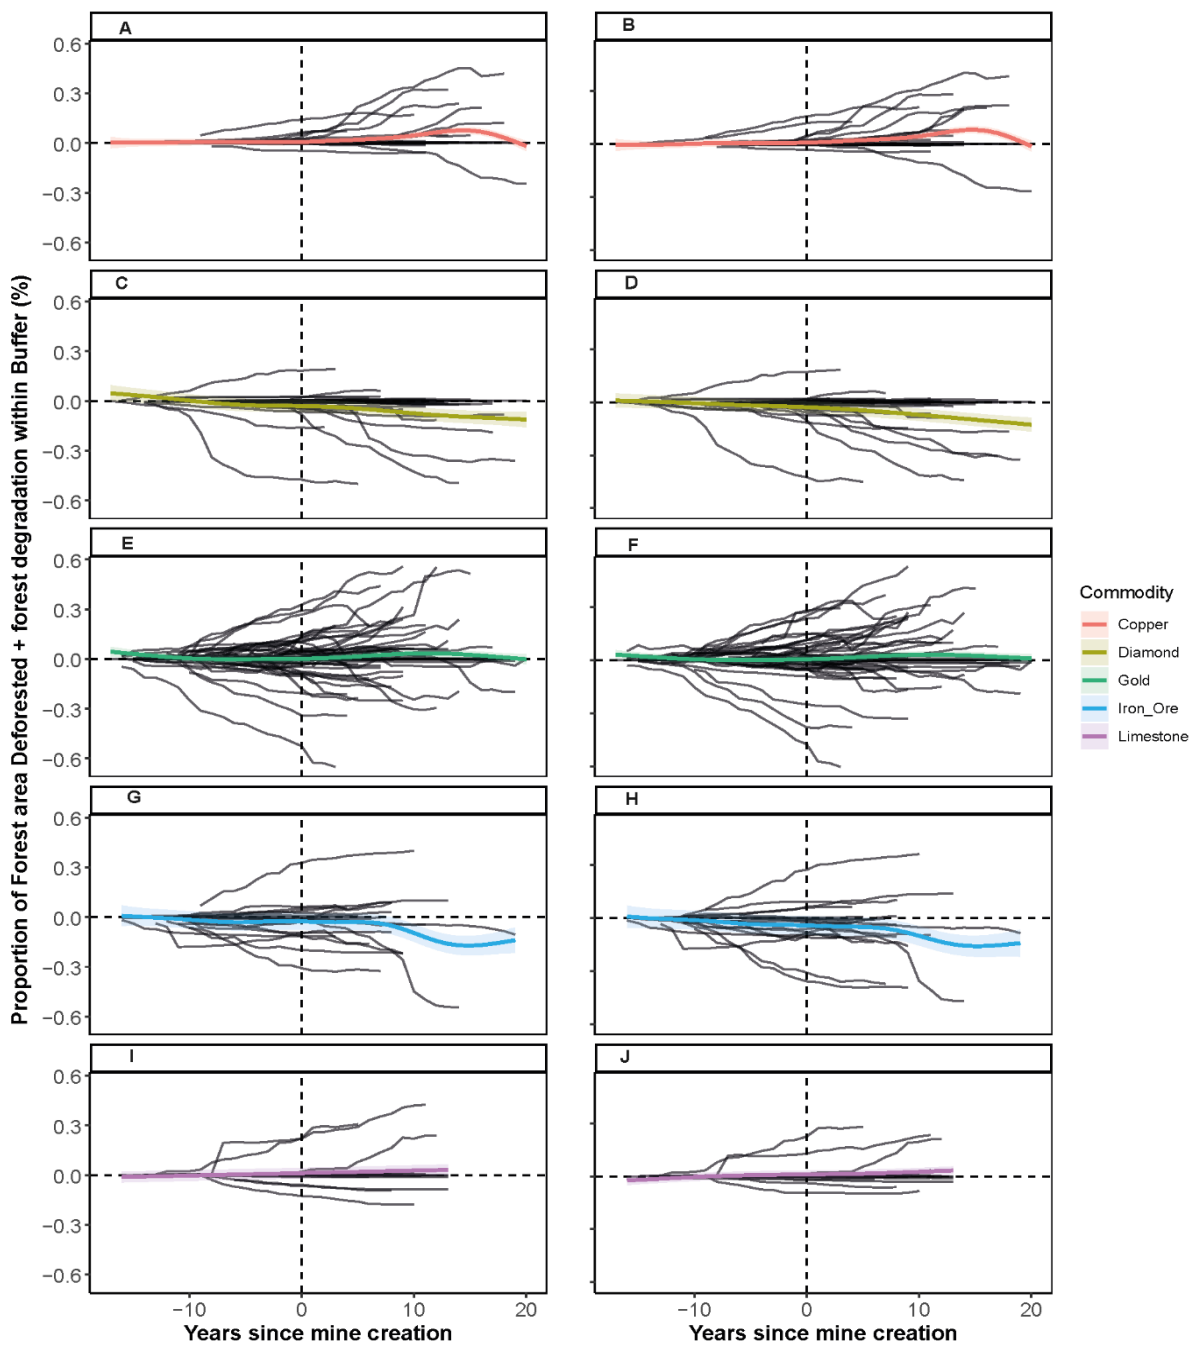 A
B
0.6
0.3
0.0
−0.3
−0.6
C
D
0.6
0.3
0.0
−0.3
−0.6
E
F
0.6
0.3
0.0
−0.3
−0.6
G
H
0.6
0.3
0.0
−0.3
−0.6
I
J
0.6
0.3
0.0
−0.3
−0.6
−10 0 10 20
−10 0 10 20
Years since mine creation
Years since mine creation
Proportion of Forest area Deforested + forest degradation within Buffer (%)
Commodity
Copper
Diamond
Gold
Iron_Ore
Limestone